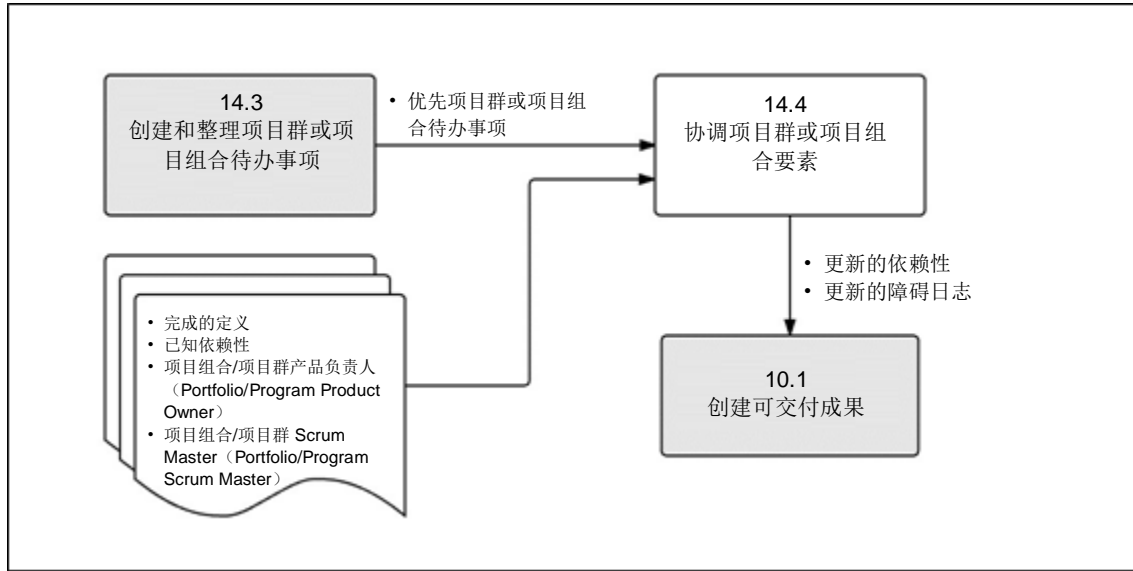 14.3
创建和整理项目群或项
目组合待办事项
• 优先项目群或项目组
合待办事项
14.4
协调项目群或项目组
合要素
• 完成的定义
• 已知依赖性
• 项目组合/项目群产品负责人
（Portfolio/Program Product
Owner）
• 项目组合/项目群 Scrum
Master（Portfolio/Program
Scrum Master）
• 更新的依赖性
• 更新的障碍日志
10.1
创建可交付成果